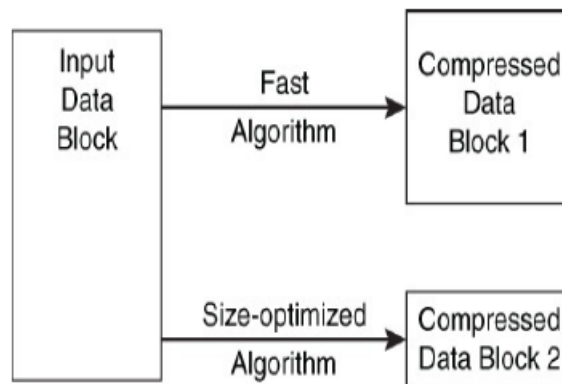 Input
Data
Block
Fast
Algorithm
Compressed
Data
Block 1
Size-optimized
Algorithm
Compressed
Data Block 2